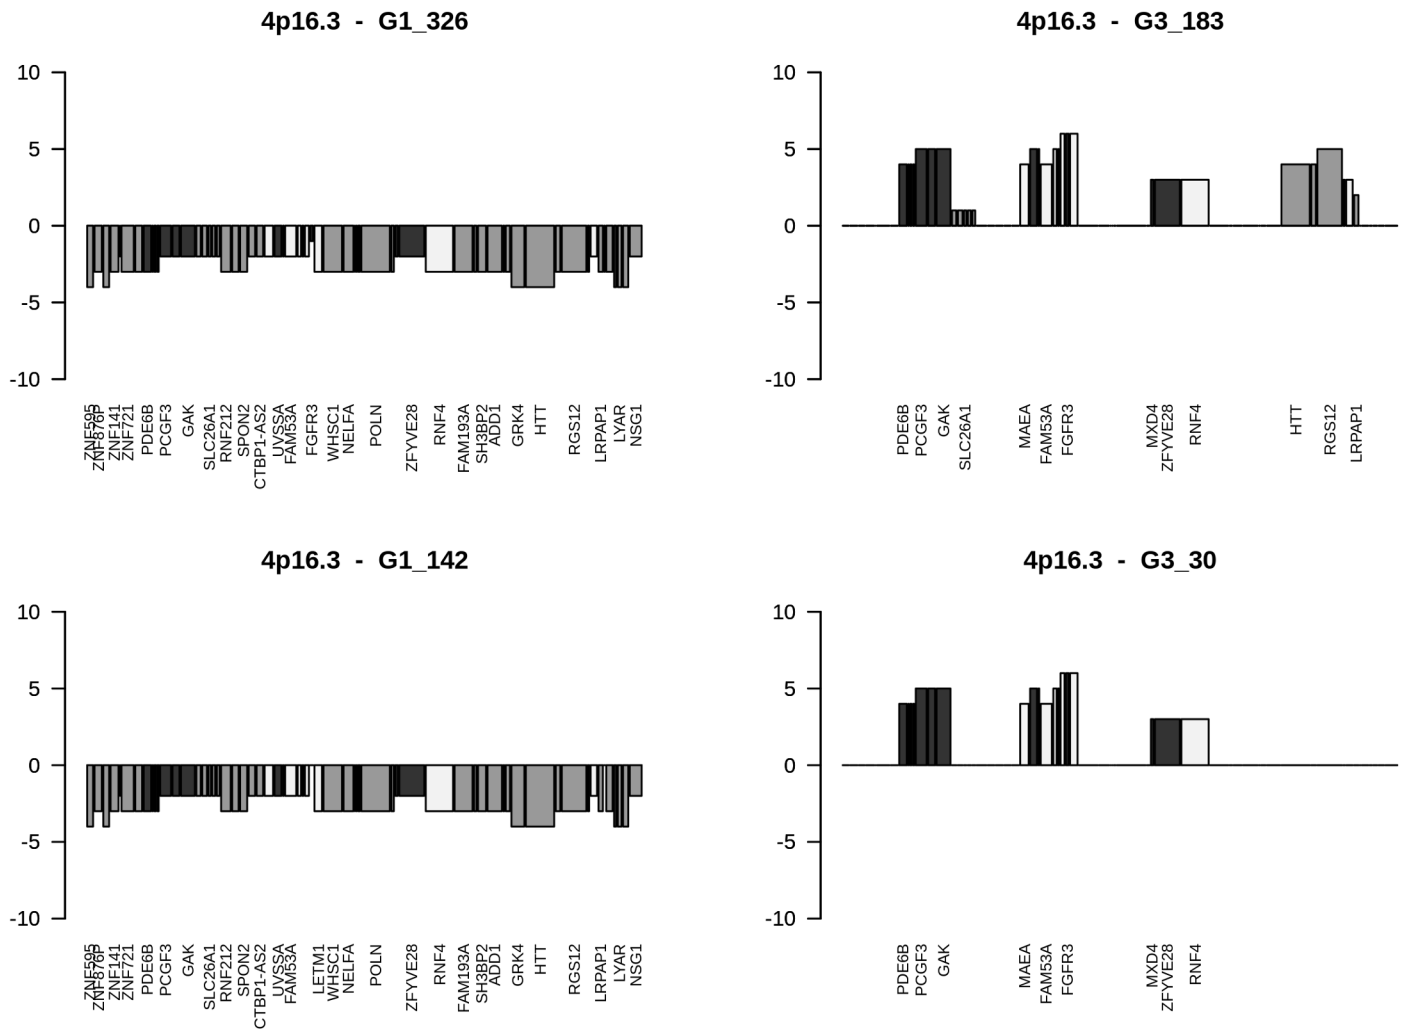 4p16.3 - G1_326
10
5
0
-5
-10
ZNF595
ZNF876P
ZNF141
ZNF721
PDE6B
PCGF3
GAK
SLC26A1
RNF212
SPON2
CTBP1-AS2
UVSSA
FAM53A
FGFR3
WHSC1
NELFA
POLN
ZFYVE28
RNF4
FAM193A
SH3BP2
ADD1
GRK4
HTT
RGS12
LRPAP1
LYAR
NSG1
4p16.3 - G3_183
10
5
0
-5
-10
PDE6B
PCGF3
GAK
SLC26A1
MAEA
FAM53A
FGFR3
MXD4
ZFYVE28
RNF4
HTT
RGS12
LRPAP1
4p16.3 - G1_142
10
5
0
-5
-10
ZNF595
ZNF876P
ZNF141
ZNF721
PDE6B
PCGF3
GAK
SLC26A1
RNF212
SPON2
CTBP1-AS2
UVSSA
FAM53A
LETM1
WHSC1
NELFA
POLN
ZFYVE28
RNF4
FAM193A
SH3BP2
ADD1
GRK4
HTT
RGS12
LRPAP1
LYAR
NSG1
4p16.3 - G3_30
10
5
0
-5
-10
PDE6B
PCGF3
GAK
MAEA
FAM53A
FGFR3
MXD4
ZFYVE28
RNF4